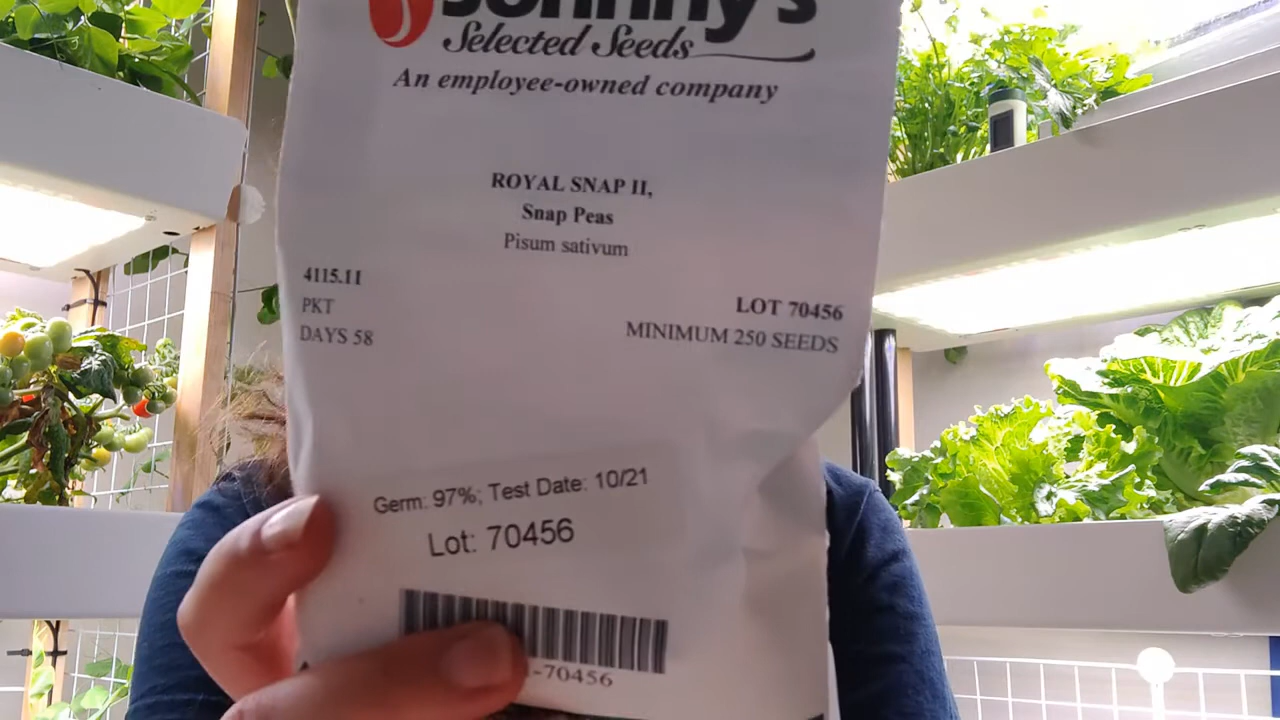 Johnny's
Selected Seeds
An employee-owned company
ROYAL SNAP II,
Snap Peas
Pisum sativum
4115.11
PKT
DAYS 58
LOT 70456
MINIMUM 250 SEEDS
Germ: 97%; Test Date: 10/21
Lot: 70456
-70456